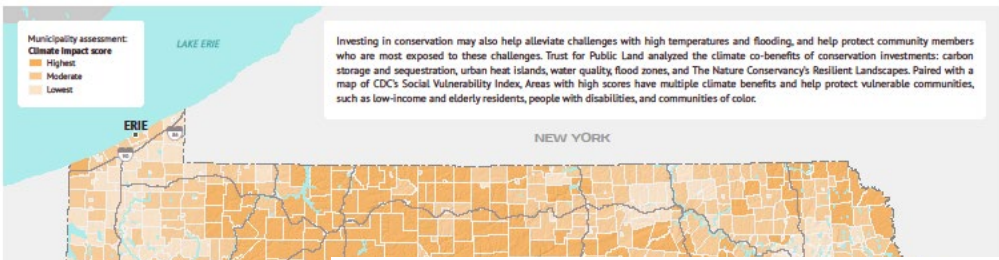 Municipality assessment:
Climate Impact score
Highest
Moderate
Lowest
LAKE ERIE
Investing in conservation may also help alleviate challenges with high temperatures and flooding, and help protect community members
who are most exposed to these challenges. Trust for Public Land analyzed the climate co-benefits of conservation investments: carbon
storage and sequestration, urban heat islands, water quality, flood zones, and The Nature Conservancy's Resilient Landscapes. Paired with a
map of CDC's Social Vulnerability Index, Areas with high scores have multiple climate benefits and help protect vulnerable communities,
such as low-income and elderly residents, people with disabilities, and communities of color.
ERIE
NEW YORK